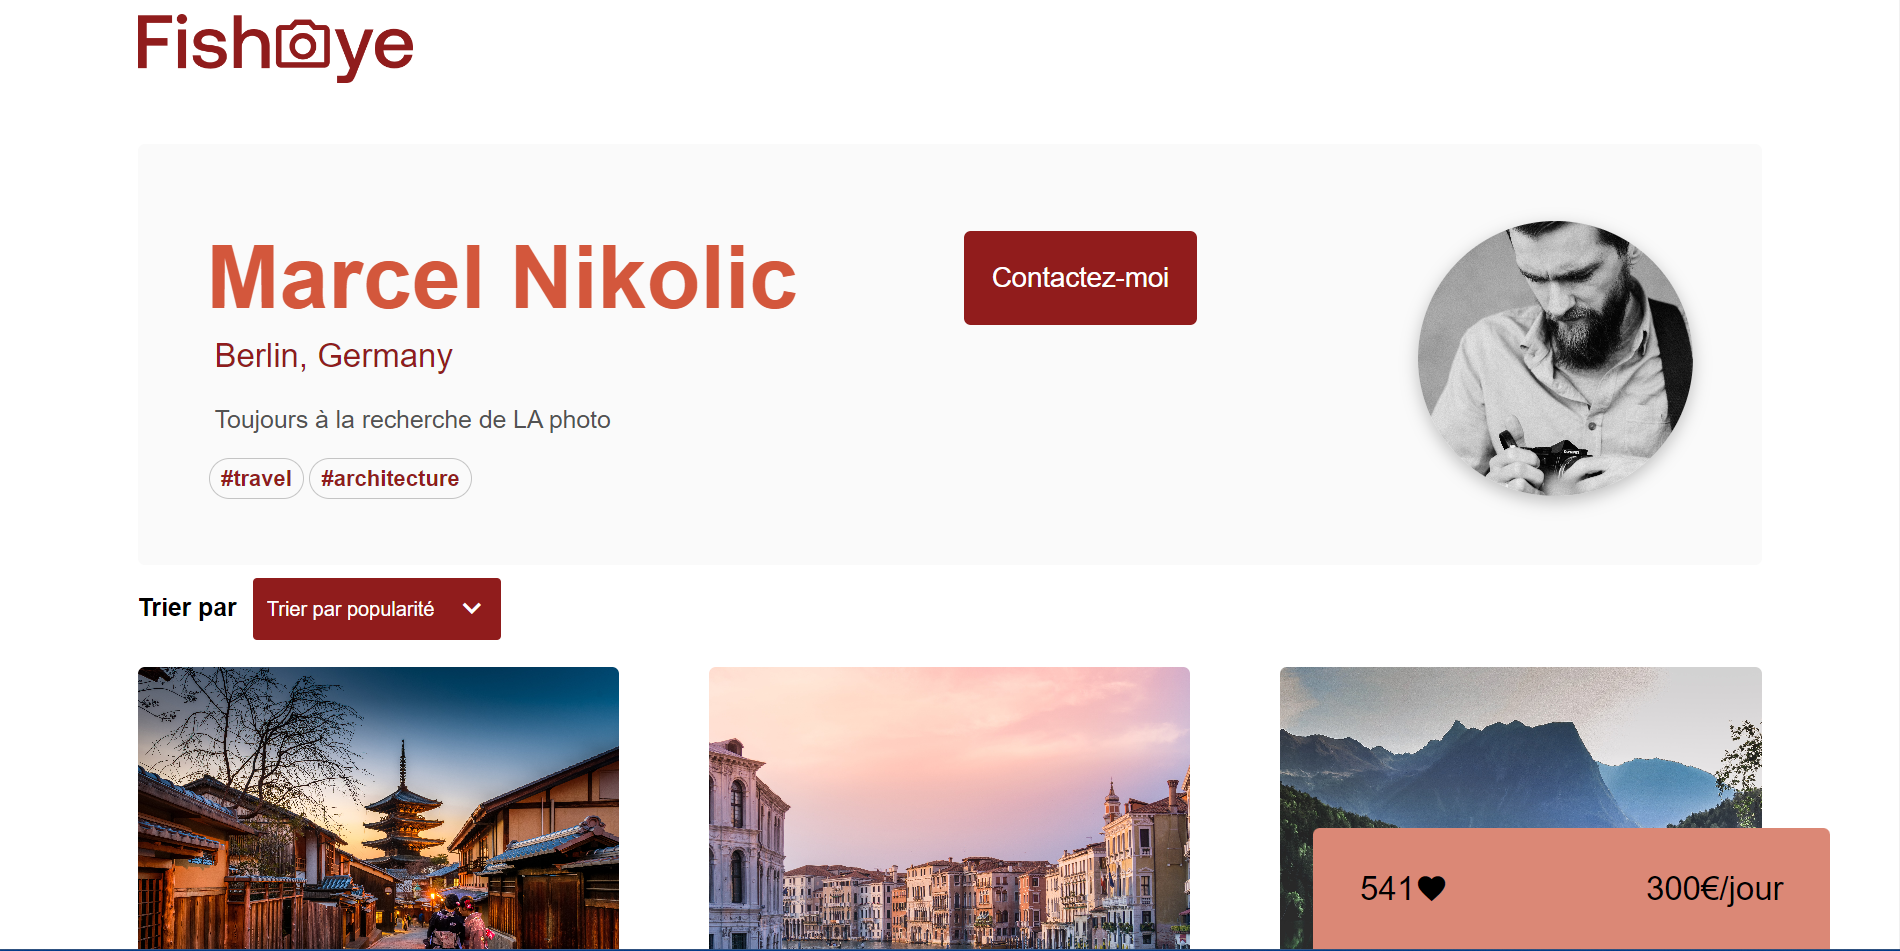 Fisheye
Marcel Nikolic
Contactez-moi
Berlin, Germany
Toujours à la recherche de LA photo
#travel #architecture
Trier par
Trier par popularité
541
300€/jour